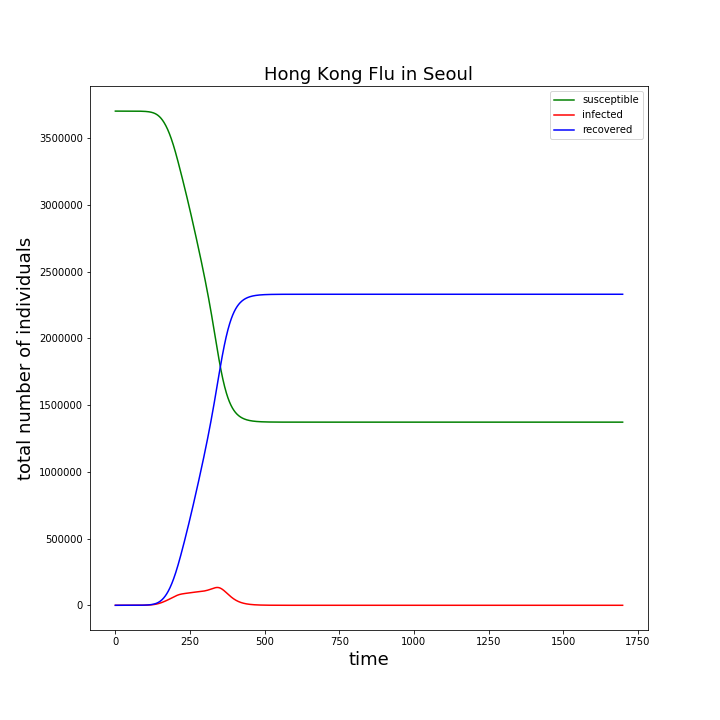 Hong Kong Flu in Seoul
susceptible
infected
recovered
total number of individuals
3500000
3000000
2500000
2000000
1500000
1000000
500000
0
0 250 500 750 1000 1250 1500 1750
time